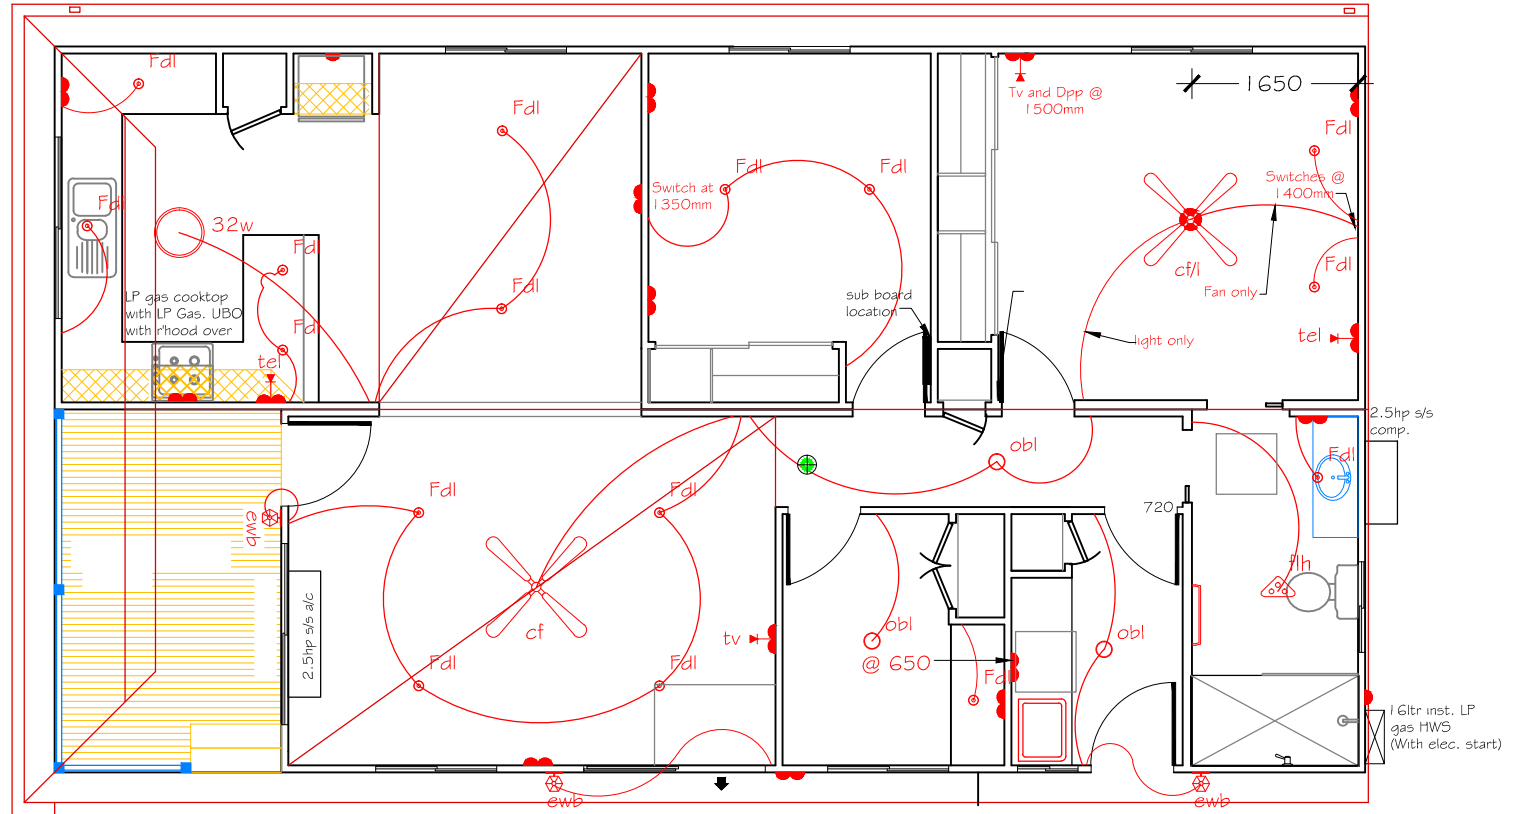 Fdl
Fdl
Tv and Dpp @
1500mm
1650
Fdl
Fdl
Fdl
Switch at
1350mm
Switches @
1400mm
Fdl
32w
Fdl
Fdl
cf/l
Fan only
Fdl
LP gas cooktop
with LP Gas. UBO
with r'hood over
Fdl
sub board
location
light only
tel
Fdl
tel
2.5hp s/s
comp.
obl
Fdl
Fdl
Fdl
720
ewb
flh
2.5hp s/s a/c
cf
tv
obl
obl
@ 650
Fdl
Fdl
Fdl
16ltr inst. LP
gas HWS
(With elec. start)
ewb
ewb